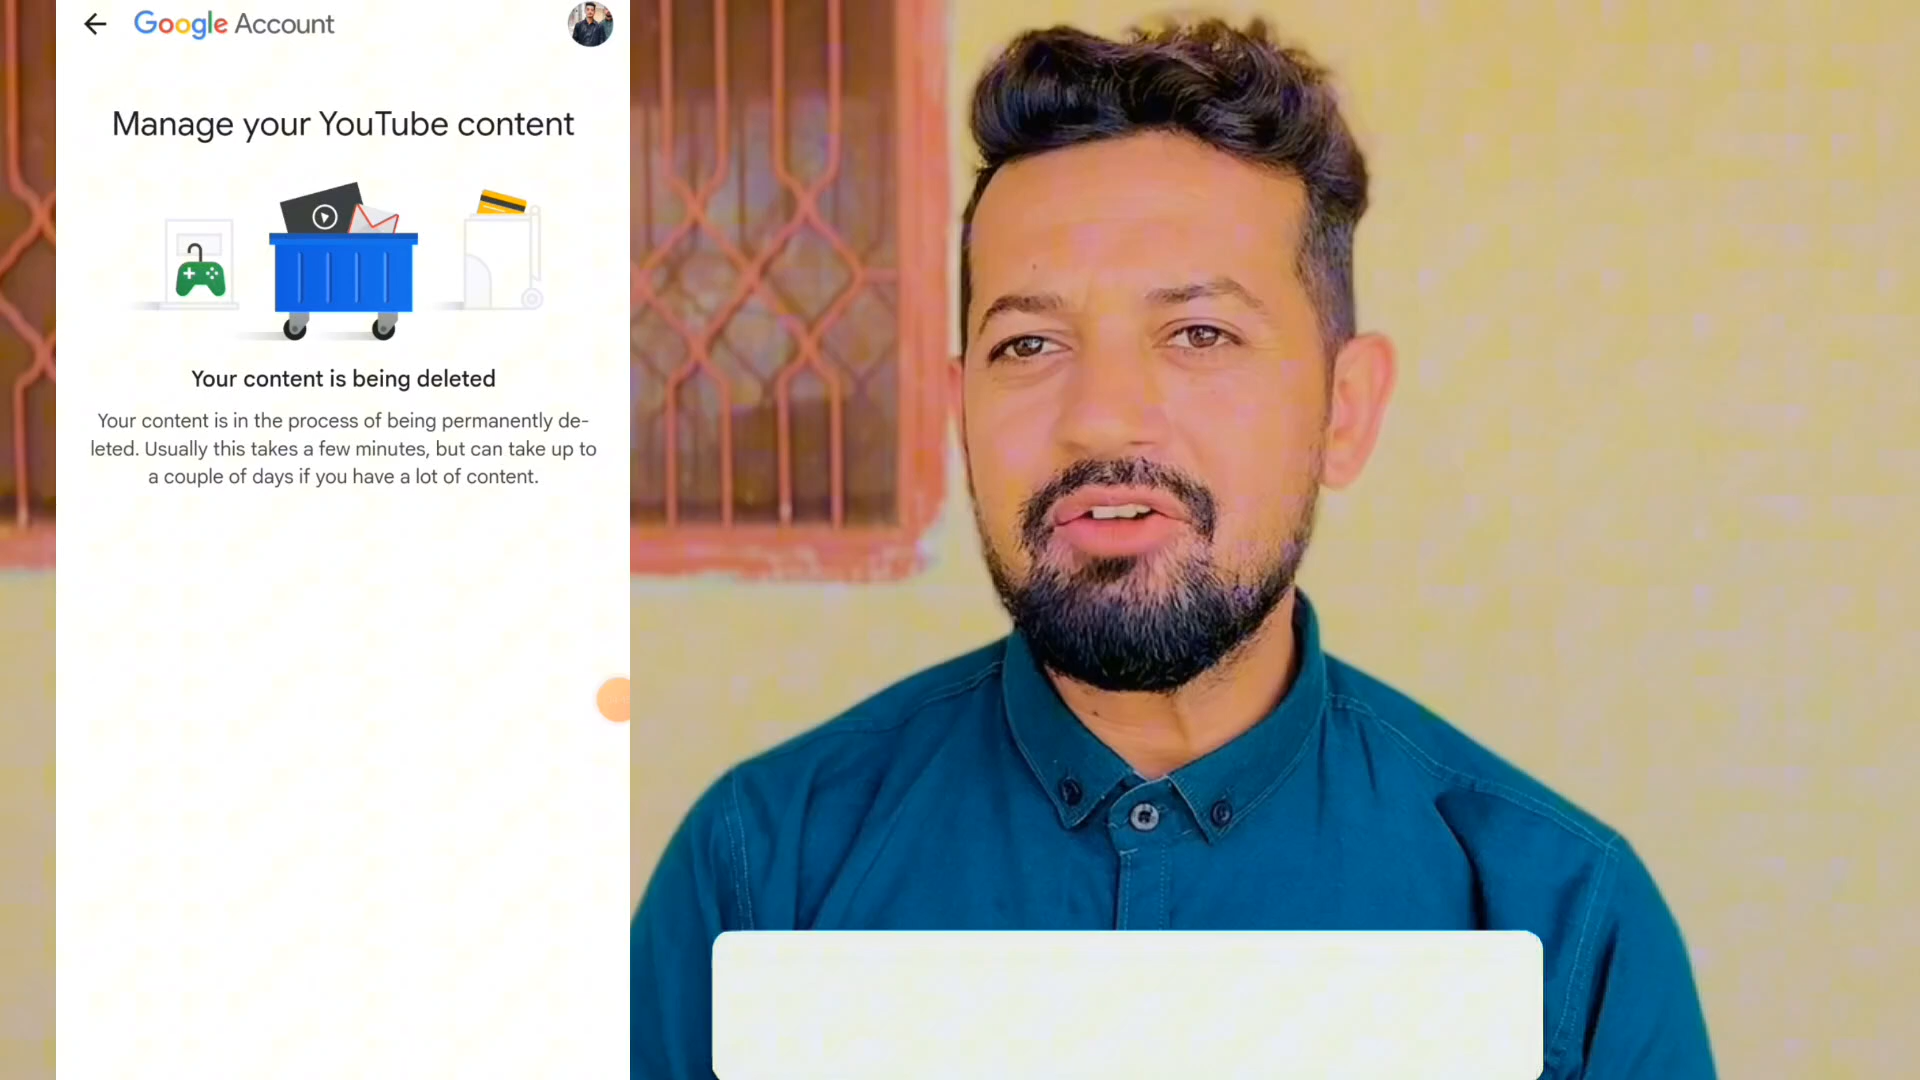 Google Account
Manage your YouTube content
Your content is being deleted
Your content is in the process of being permanently de-
leted. Usually this takes a few minutes, but can take up to
a couple of days if you have a lot of content.